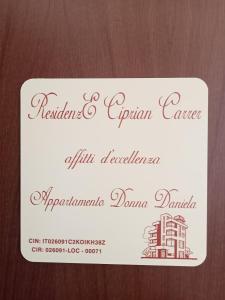 ResidenzE Ciprian Carrer
affitti d'eccellenza
Appartamento Donna Daniela
CIN: IT026091C2KOIKH38Z
CIR: 026091-LOC - 00071